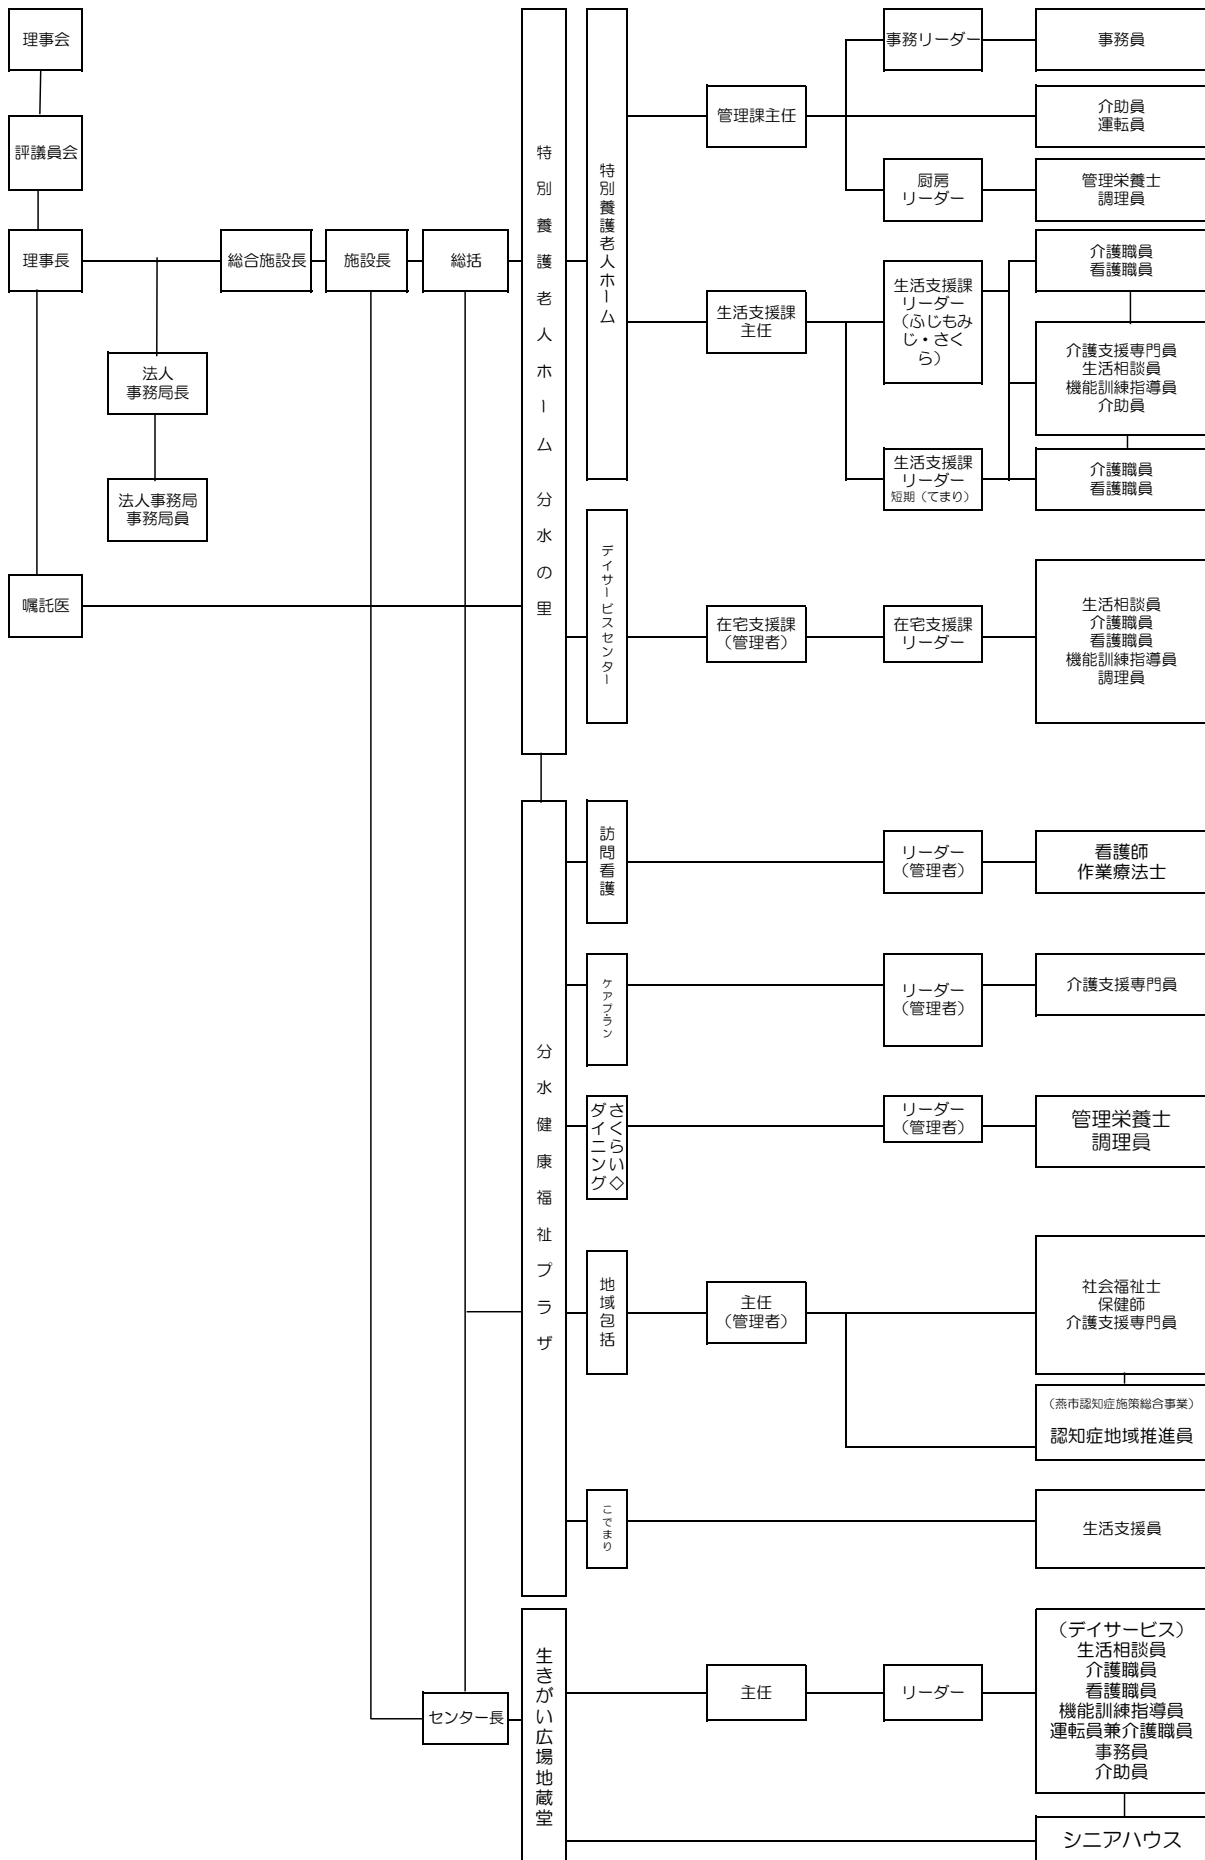 理事会
評議員会
理事長
総合施設長
施設長
総括
法人
事務局長
法人事務局
事務局員
嘱託医
特別養護老人ホーム 分水の里
特別養護老人ホーム
管理課主任
事務リーダー
事務員
介助員
運転員
厨房
リーダー
管理栄養士
調理員
生活支援課
主任
生活支援課
リーダー
（ふじもみ
じ・さく
ら）
介護職員
看護職員
介護支援専門員
生活相談員
機能訓練指導員
介助員
生活支援課
リーダー
短期（てまり）
介護職員
看護職員
デイサービスセンター
在宅支援課
（管理者）
在宅支援課
リーダー
生活相談員
介護職員
看護職員
機能訓練指導員
調理員
分水健康福祉プラザ
訪問看護
リーダー
（管理者）
看護師
作業療法士
ケアプラン
リーダー
（管理者）
介護支援専門員
さくらい◇
ダイニング
リーダー
（管理者）
管理栄養士
調理員
地域包括
主任
（管理者）
社会福祉士
保健師
介護支援専門員
（燕市認知症施策総合事業）
認知症地域推進員
こでまり
生活支援員
センター長
生きがい広場地蔵堂
主任
リーダー
（デイサービス）
生活相談員
介護職員
看護職員
機能訓練指導員
運転員兼介護職員
事務員
介助員
シニアハウス